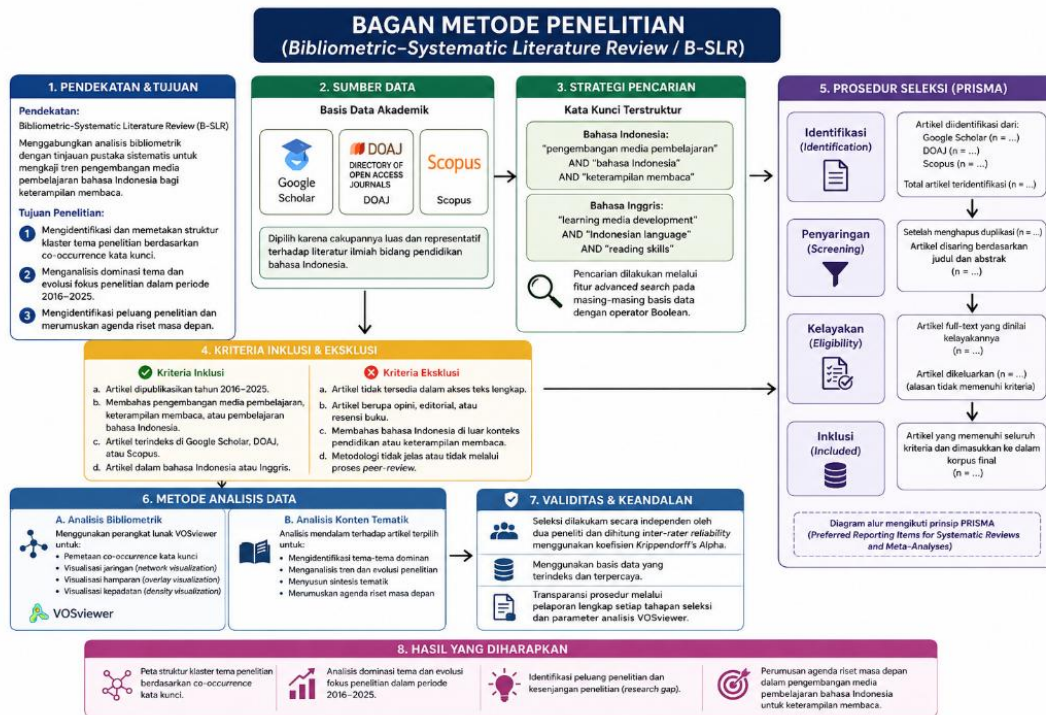 BAGAN METODE PENELITIAN
(Bibliometric–Systematic Literature Review / B-SLR)
1. PENDEKATAN & TUJUAN
Pendekatan:
Bibliometric-Systematic Literature Review (B-SLR)
Menggabungkan analisis bibliometrik
dengan tinjauan pustaka sistematis untuk
mengkaji tren pengembangan media
pembelajaran bahasa Indonesia bagi
keterampilan membaca.
Tujuan Penelitian:
1 Mengidentifikasi dan memetakan struktur
klaster tema penelitian berdasarkan
co-occurrence kata kunci.
2 Menganalisis dominasi tema dan
evolusi fokus penelitian dalam periode
2016–2025.
3 Mengidentifikasi peluang penelitian dan
merumuskan agenda riset masa depan.
2. SUMBER DATA
Basis Data Akademik
Google
Scholar
DOAJ
DIRECTORY OF
OPEN ACCESS
JOURNALS
DOAJ
Scopus
Scopus
Dipilih karena cakupannya luas dan representatif
terhadap literatur ilmiah bidang pendidikan
bahasa Indonesia.
3. STRATEGI PENCARIAN
Kata Kunci Terstruktur
Bahasa Indonesia:
"pengembangan media pembelajaran"
AND "bahasa Indonesia"
AND "keterampilan membaca"
Bahasa Inggris:
"learning media development"
AND "Indonesian language"
AND "reading skills"
Pencarian dilakukan melalui
fitur advanced search pada
masing-masing basis data
dengan operator Boolean.
4. KRITERIA INKLUSI & EKSKLUSI
Kriteria Inklusi
a. Artikel dipublikasikan tahun 2016–2025.
b. Membahas pengembangan media pembelajaran,
keterampilan membaca, atau pembelajaran
bahasa Indonesia.
c. Artikel terindeks di Google Scholar, DOAJ,
atau Scopus.
d. Artikel dalam bahasa Indonesia atau Inggris.
Kriteria Eksklusi
a. Artikel tidak tersedia dalam akses teks lengkap.
b. Artikel berupa opini, editorial, atau
resensi buku.
c. Membahas bahasa Indonesia di luar konteks
pendidikan atau keterampilan membaca.
d. Metodologi tidak jelas atau tidak melalui
proses peer-review.
5. PROSEDUR SELEKSI (PRISMA)
Identifikasi
(Identification)
Artikel diidentifikasi dari:
Google Scholar (n = ...)
DOAJ (n = ...)
Scopus (n = ...)
Total artikel teridentifikasi (n = ...)
Penyaringan
(Screening)
Setelah menghapus duplikasi (n = ...)
Artikel disaring berdasarkan
judul dan abstrak
(n = ...)
Kelayakan
(Eligibility)
Artikel full-text yang dinilai
kelayakannya
(n = ...)
Artikel dikeluarkan (n = ...)
(alasan tidak memenuhi kriteria)
Inklusi
(Included)
Artikel yang memenuhi seluruh
kriteria dan dimasukkan ke dalam
korpus final
(n = ...)
Diagram alur mengikuti prinsip PRISMA
(Preferred Reporting Items for Systematic Reviews
and Meta-Analyses)
6. METODE ANALISIS DATA
A. Analisis Bibliometrik
Menggunakan perangkat lunak VOSviewer
untuk:
• Pemetaan co-occurrence kata kunci
• Visualisasi jaringan (network visualization)
• Visualisasi hamparan (overlay visualization)
• Visualisasi kepadatan (density visualization)
VOSviewer
B. Analisis Konten Tematik
Analisis mendalam terhadap artikel terpilih
untuk:
• Mengidentifikasi tema-tema dominan
• Menganalisis tren dan evolusi penelitian
• Menyusun sintesis tematik
• Merumuskan agenda riset masa depan
7. VALIDITAS & KEANDALAN
Seleksi dilakukam secara independen oleh
dua peneliti dan dihitung inter-rater reliability
menggunakan koefisien Krippendorff's Alpha.
Menggunakan basis data yang
terindeks dan terpercaya.
Transparansi prosedur melalui
pelaporan lengkap setiap tahapan seleksi
dan parameter analisis VOSviewer.
8. HASIL YANG DIHARAPKAN
Peta struktur klaster tema penelitian
berdasarkan co-occurrence
kata kunci.
Analisis dominasi tema dan evolusi
fokus penelitian dalam periode
2016–2025.
Identifikasi peluang penelitian dan
kesenjangan penelitian (research gap).
Perumusan agenda riset masa depan
dalam pengembangan media
pembelajaran bahasa Indonesia
untuk keterampilan membaca.